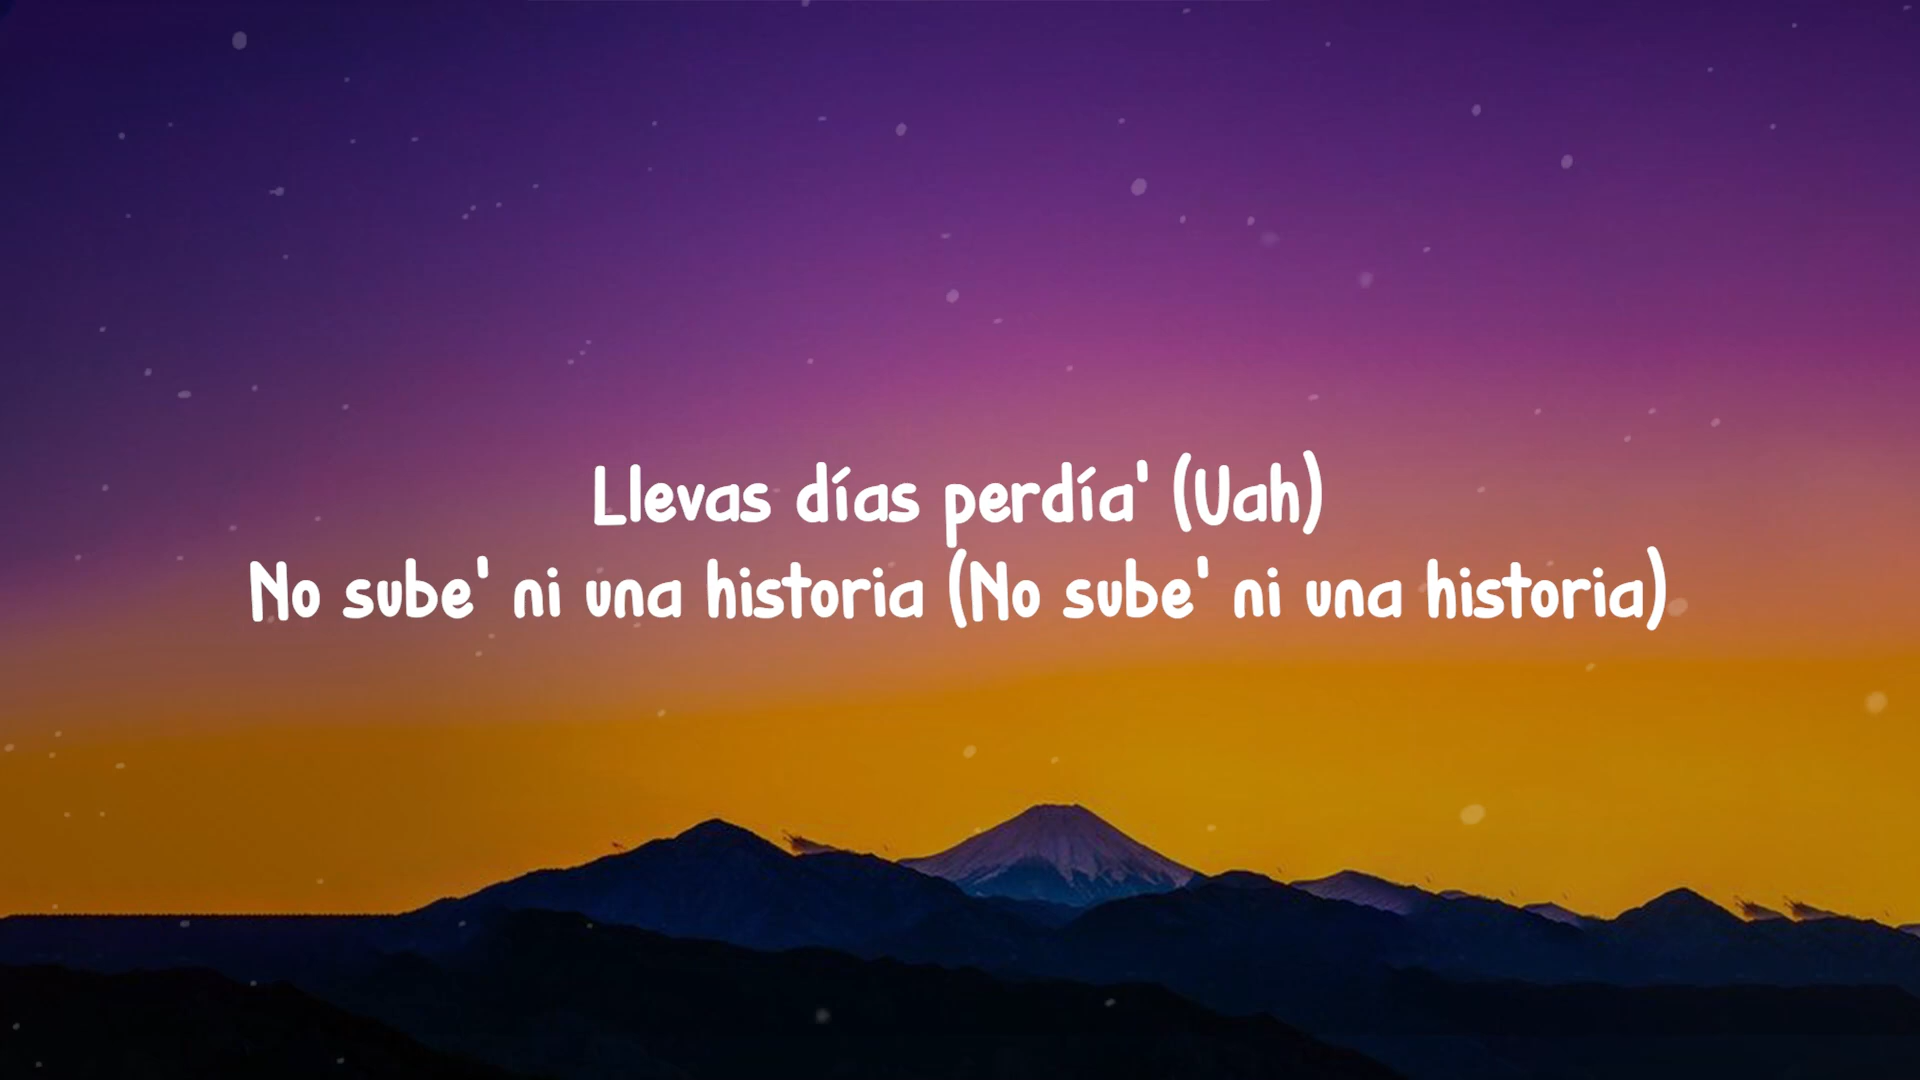 Llevas días perdía' (Uah)
No sube' ni una historia (No sube' ni una historia)